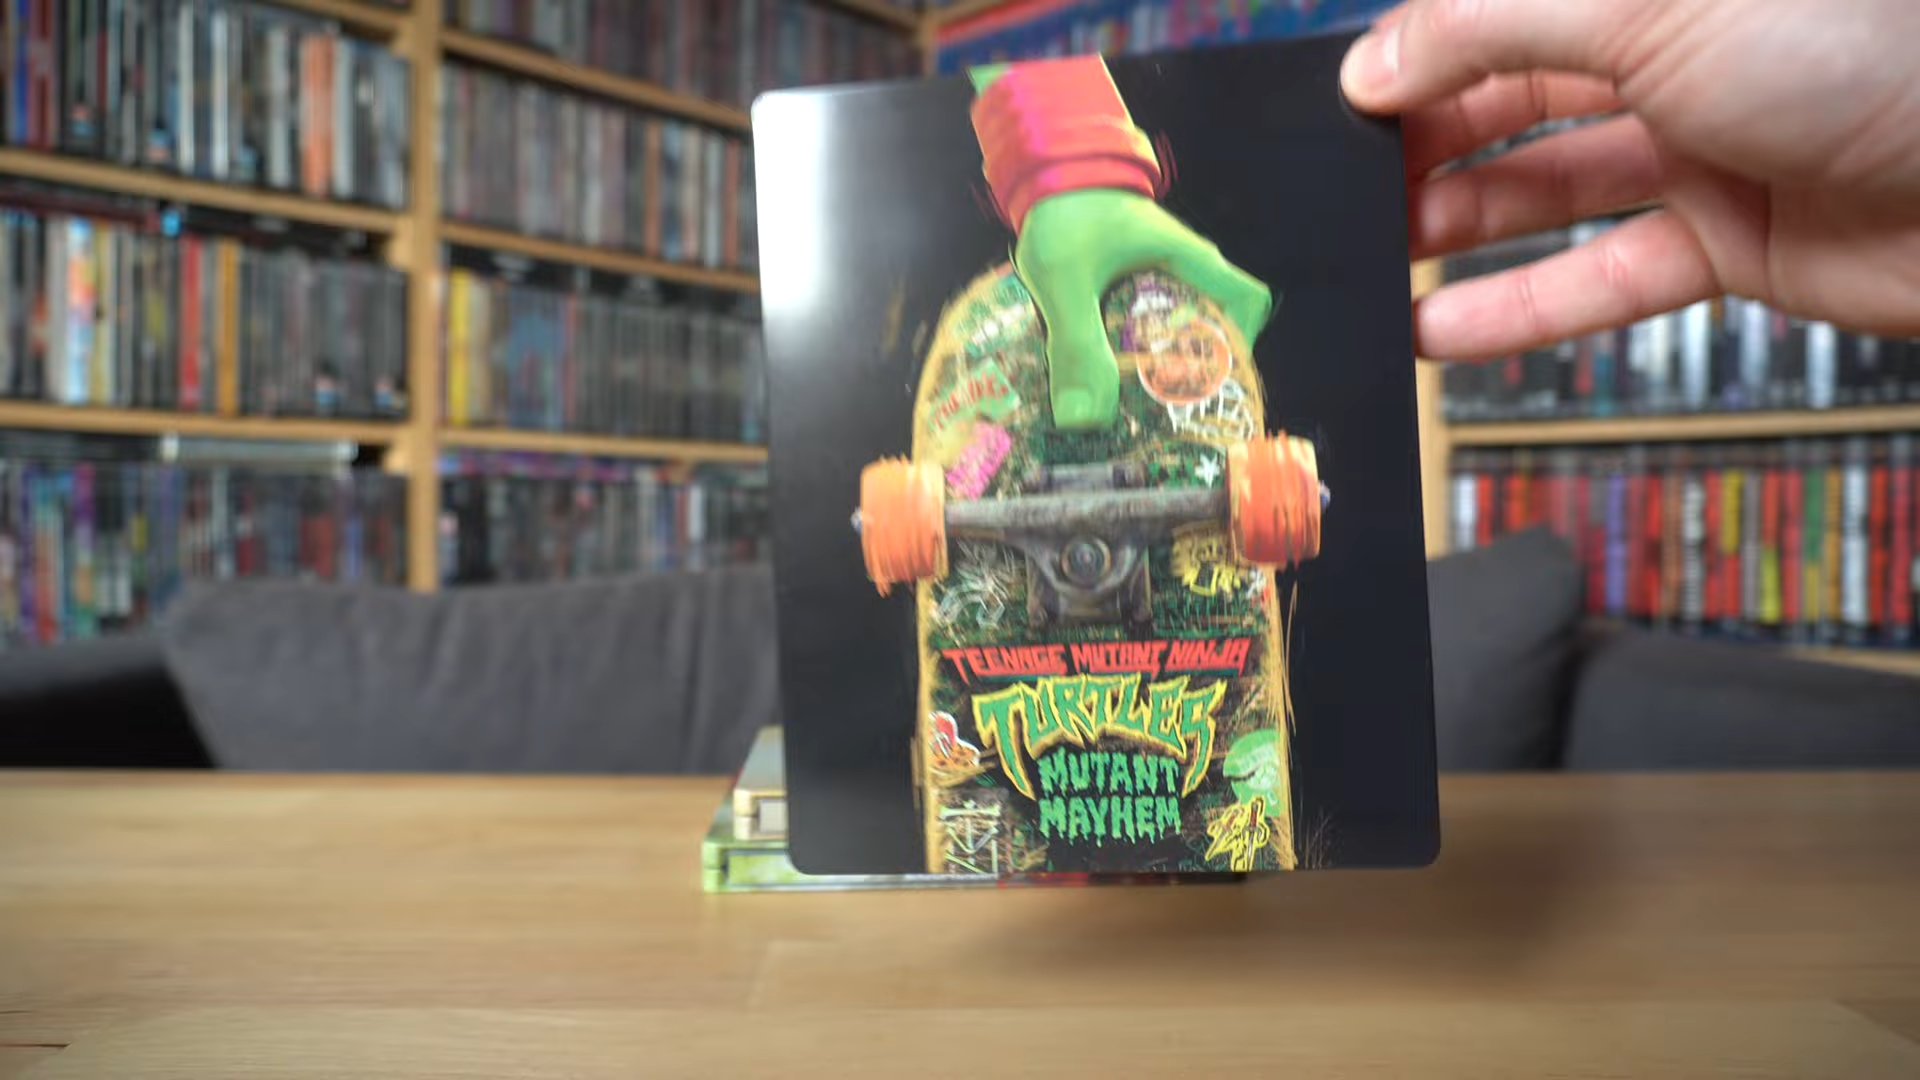 TEENAGE MUTANT NINJA
TURTLES
MUTANT
MAYHEM